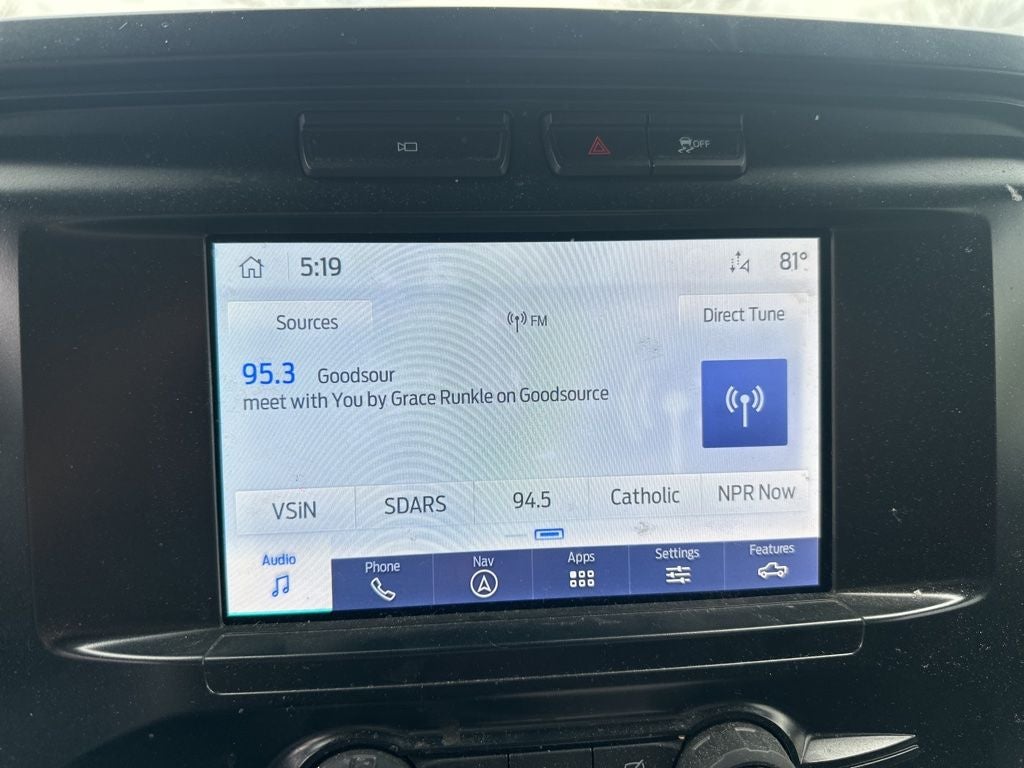 OFF
5:19
81°
Sources
FM
Direct Tune
95.3 Goodsour
meet with You by Grace Runkle on Goodsource
VSiN SDARS 94.5 Catholic NPR Now
Audio Phone Nav Apps Settings Features